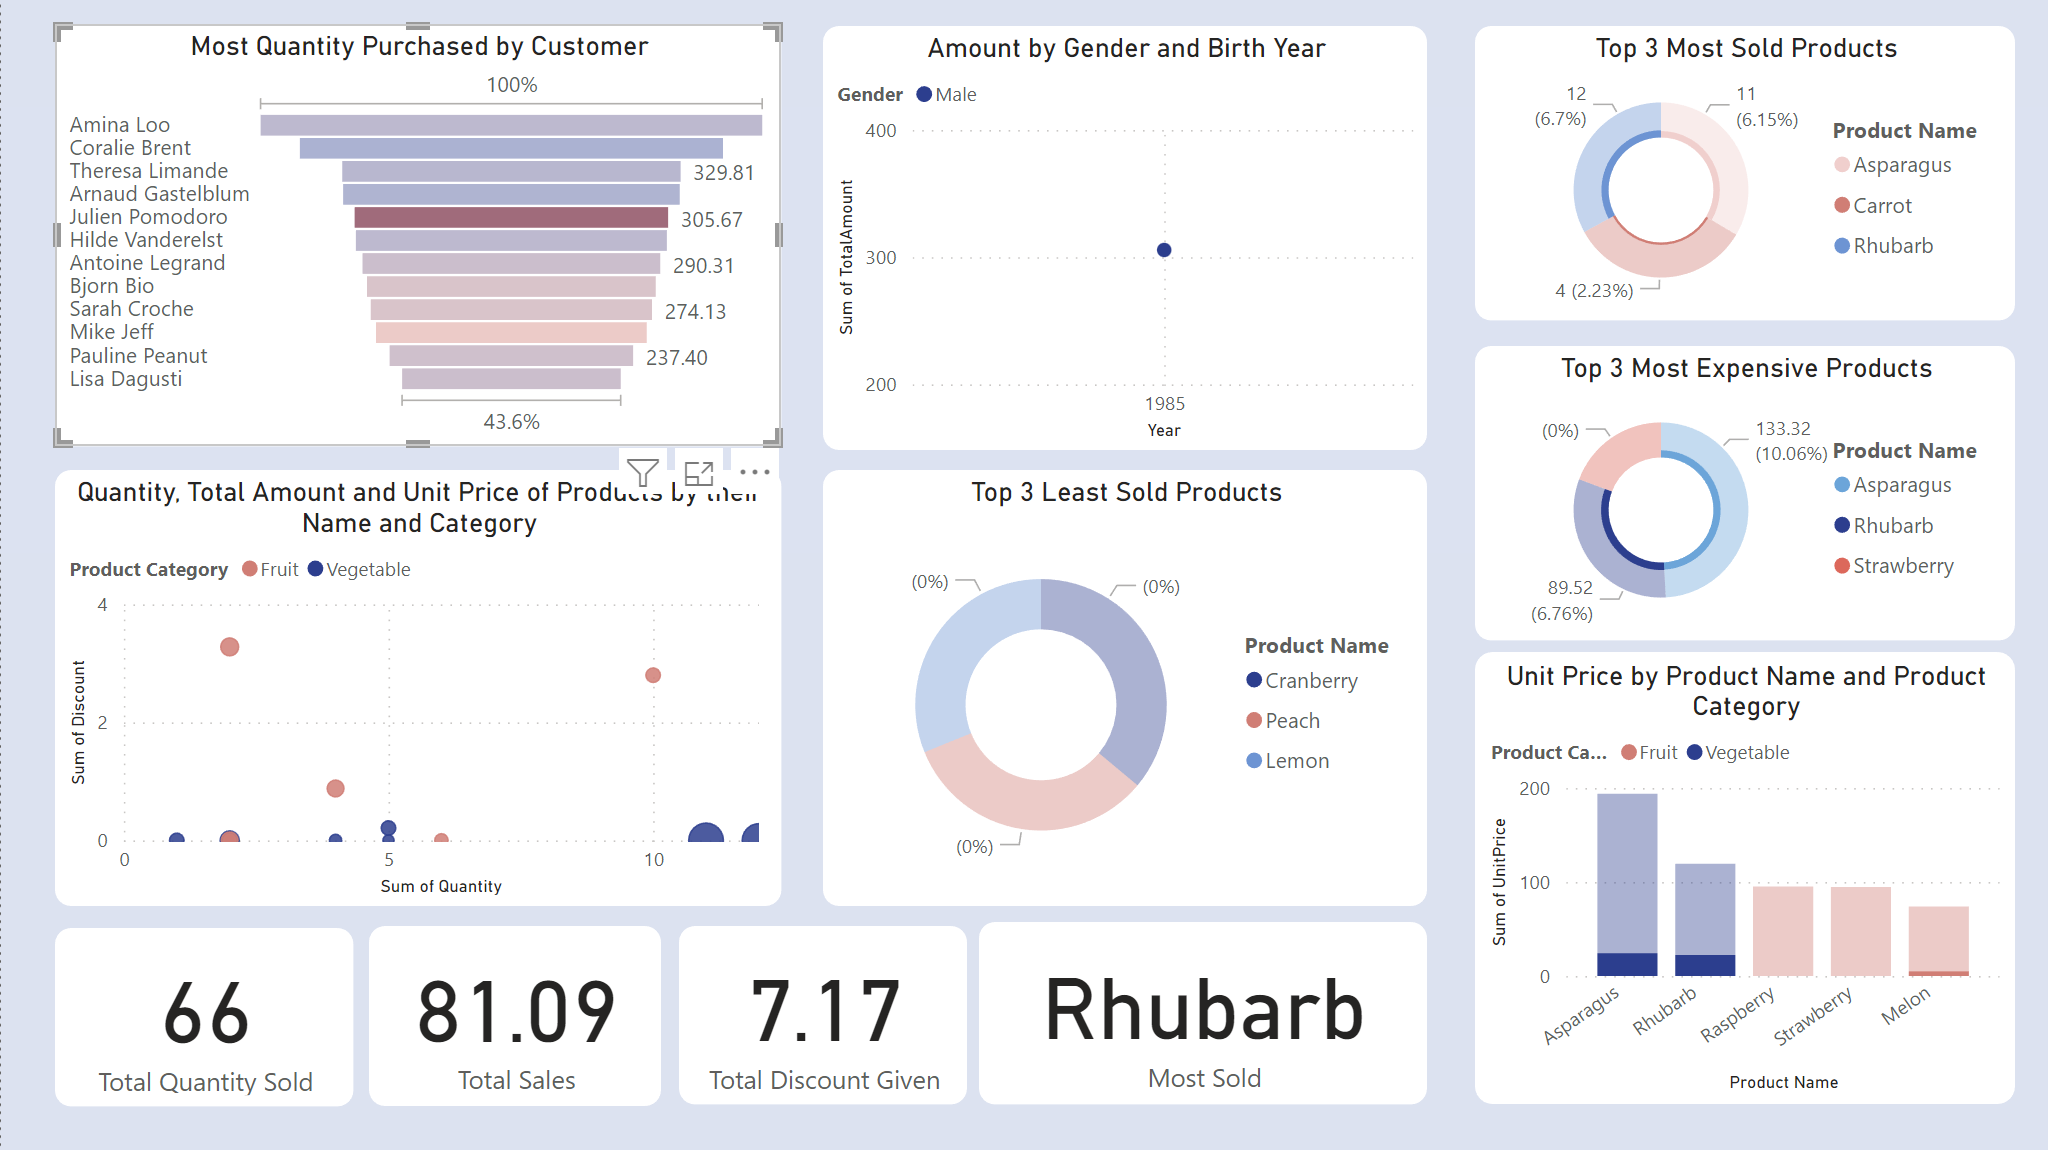 Most Quantity Purchased by Customer
100%
Amina Loo
Coralie Brent
Theresa Limande
329.81
Arnaud Gastelblum
Julien Pomodoro
305.67
Hilde Vanderelst
Antoine Legrand
290.31
Bjorn Bio
Sarah Croche
274.13
Mike Jeff
Pauline Peanut
237.40
Lisa Dagusti
43.6%
Amount by Gender and Birth Year
Gender Male
400
300
200
Sum of TotalAmount
1985
Year
Top 3 Most Sold Products
12
(6.7%)
11
(6.15%)
4 (2.23%)
Product Name
Asparagus
Carrot
Rhubarb
Top 3 Most Expensive Products
(0%)
133.32
(10.06%)
89.52
(6.76%)
Product Name
Asparagus
Rhubarb
Strawberry
Quantity, Total Amount and Unit Price of Products by their
Name and Category
Product Category Fruit Vegetable
4
2
0
Sum of Discount
0 5 10
Sum of Quantity
Top 3 Least Sold Products
(0%)
(0%)
(0%)
Product Name
Cranberry
Peach
Lemon
Unit Price by Product Name and Product
Category
Product Ca... Fruit Vegetable
200
100
0
Sum of UnitPrice
Asparagus
Rhubarb
Raspberry
Strawberry
Melon
Product Name
66
Total Quantity Sold
81.09
Total Sales
7.17
Total Discount Given
Rhubarb
Most Sold